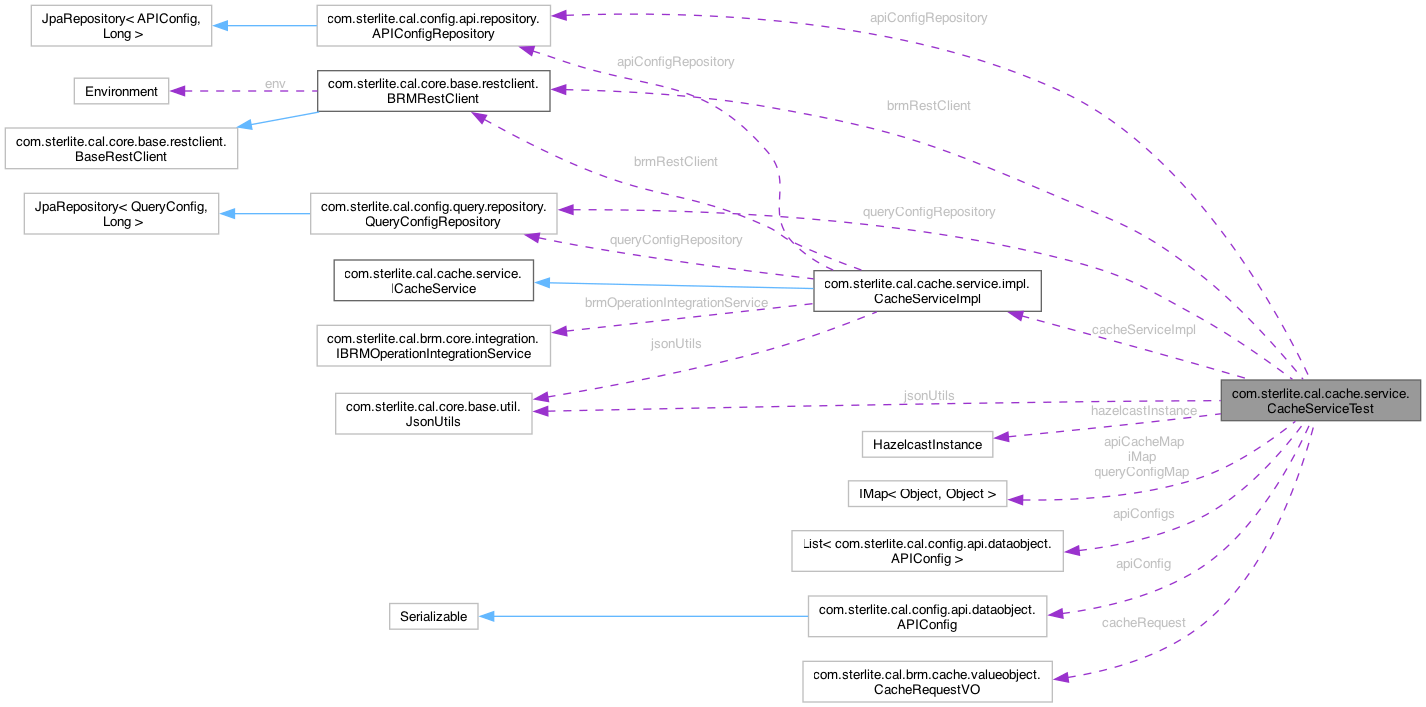 JpaRepository< APIConfig,
Long >
com.sterlite.cal.config.api.repository.
APIConfigRepository
apiConfigRepository
apiConfigRepository
Environment
env
com.sterlite.cal.core.base.restclient.
BRMRestClient
brmRestClient
com.sterlite.cal.core.base.restclient.
BaseRestClient
brmRestClient
JpaRepository< QueryConfig,
Long >
com.sterlite.cal.config.query.repository.
QueryConfigRepository
queryConfigRepository
queryConfigRepository
com.sterlite.cal.cache.service.
ICacheService
com.sterlite.cal.cache.service.impl.
CacheServiceImpl
brmOperationIntegrationService
com.sterlite.cal.brm.core.integration.
IBRMOperationIntegrationService
cacheServiceImpl
jsonUtils
com.sterlite.cal.core.base.util.
JsonUtils
jsonUtils
com.sterlite.cal.cache.service.
CacheServiceTest
hazelcastInstance
HazelcastInstance
apiCacheMap
iMap
queryConfigMap
IMap< Object, Object >
apiConfigs
List< com.sterlite.cal.config.api.dataobject.
APIConfig >
apiConfig
Serializable
com.sterlite.cal.config.api.dataobject.
APIConfig
cacheRequest
com.sterlite.cal.brm.cache.valueobject.
CacheRequestVO